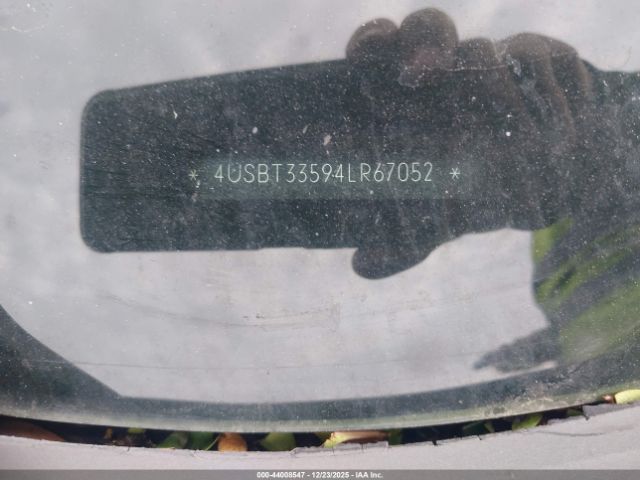 * 4USBT33594LR67052 *
000-44008547 - 12/23/2025 - IAA Inc.